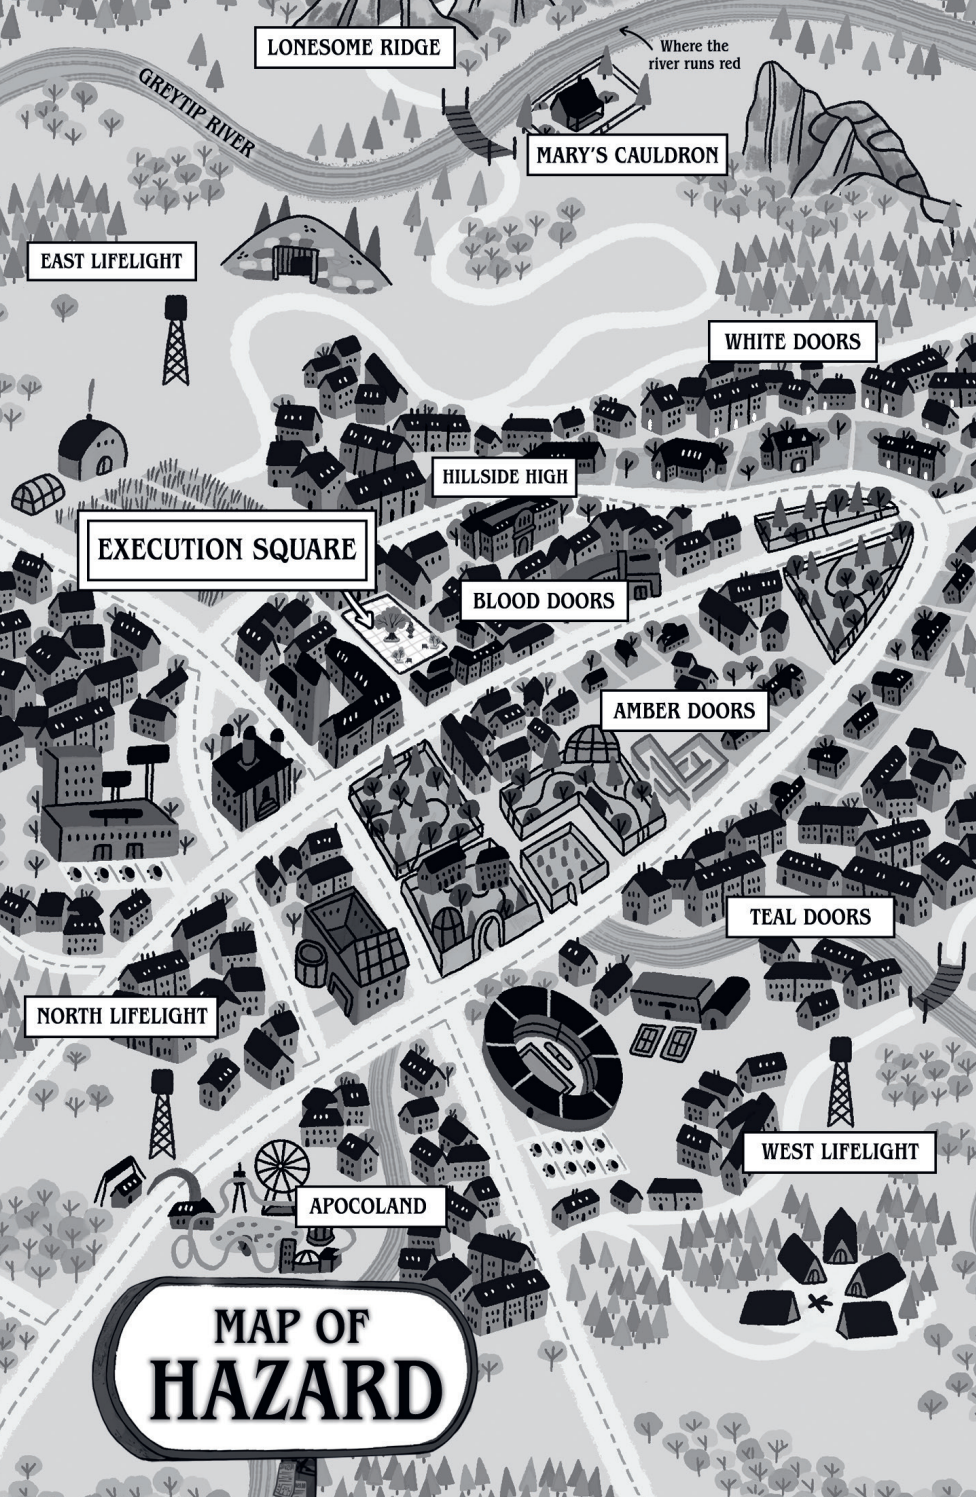 LONESOME RIDGE
Where the
river runs red
GREYTIP RIVER
MARY'S CAULDRON
EAST LIFELIGHT
WHITE DOORS
HILLSIDE HIGH
EXECUTION SQUARE
BLOOD DOORS
AMBER DOORS
TEAL DOORS
NORTH LIFELIGHT
WEST LIFELIGHT
APOCOLAND
MAP OF
HAZARD